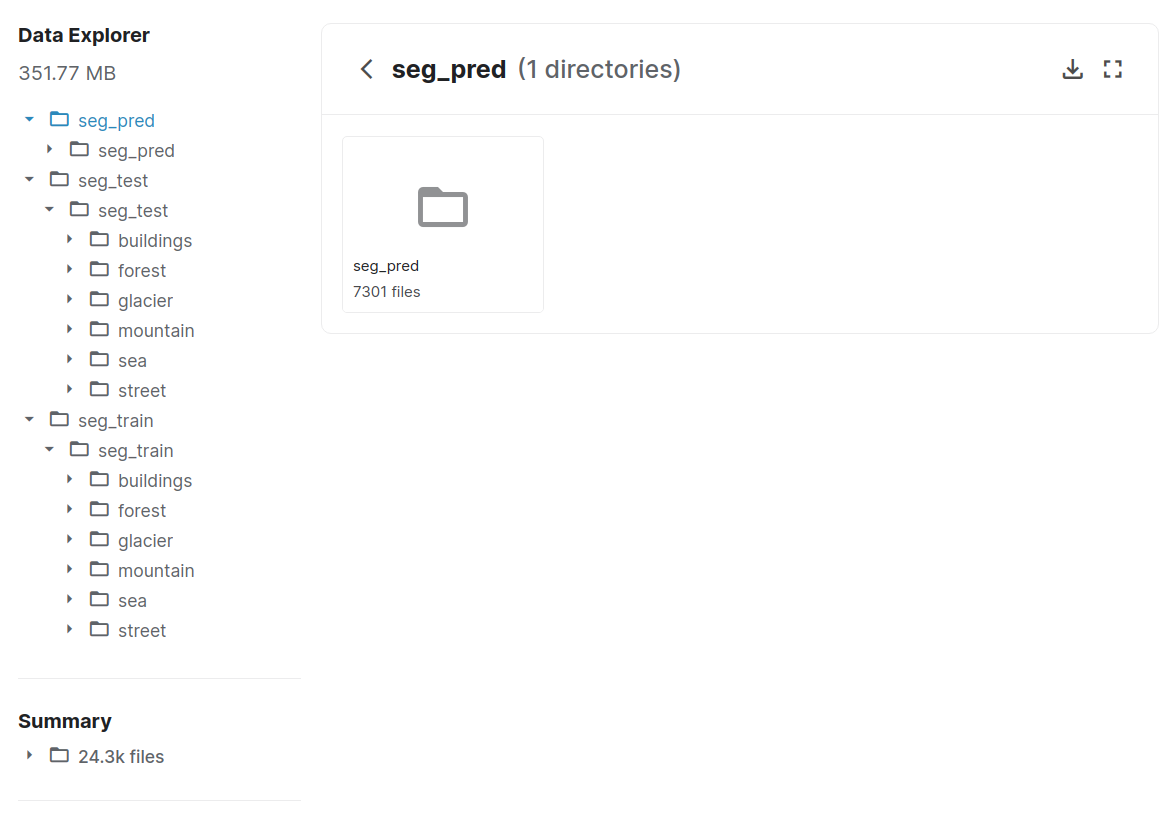 Data Explorer
351.77 MB
seg_pred
seg_pred
seg_test
seg_test
buildings
forest
glacier
mountain
sea
street
seg_train
seg_train
buildings
forest
glacier
mountain
sea
street
Summary
24.3k files
seg_pred (1 directories)
seg_pred
7301 files